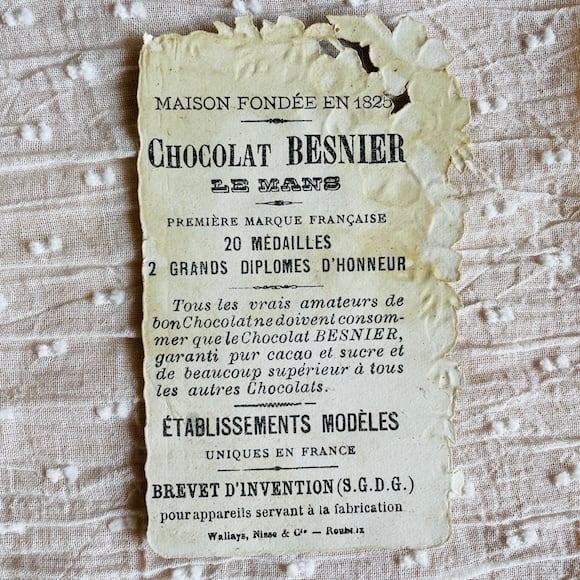 MAISON FONDÉE EN 1825
CHOCOLAT BESNIER
LE MANS
PREMIÈRE MARQUE FRANÇAISE
20 MÉDAILLES
2 GRANDS DIPLOMES D'HONNEUR
Tous les vrais amateurs de
bon Chocolat ne doivent consom-
mer que le Chocolat BESNIER,
garanti pur cacao et sucre et
de beaucoup supérieur à tous
les autres Chocolats.
ÉTABLISSEMENTS MODÈLES
UNIQUES EN FRANCE
BREVET D'INVENTION (S.G.D.G.)
pour appareils servant à la fabrication
Wallays, Nisse & Cie — Roubaix